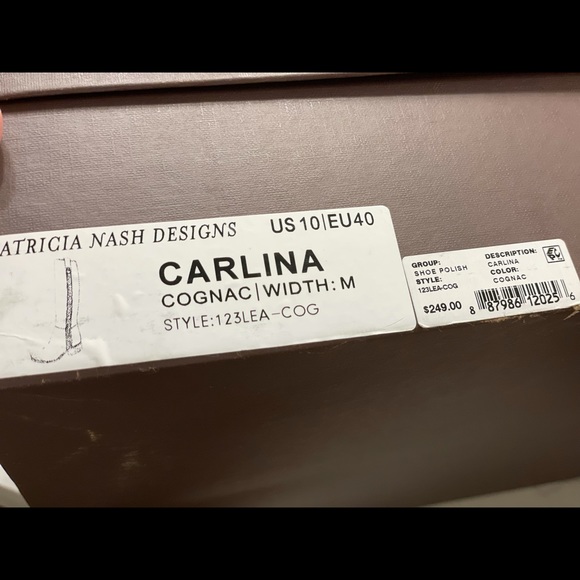 ATRICIA NASH DESIGNS US 10|EU40
CARLINA
COGNAC|WIDTH: M
STYLE:123LEA-COG
GROUP:
SHOE POLISH
STYLE:
123LEA-COG
$249.00
DESCRIPTION:
CARLINA
COLOR:
COGNAC
8 87986 12025 6